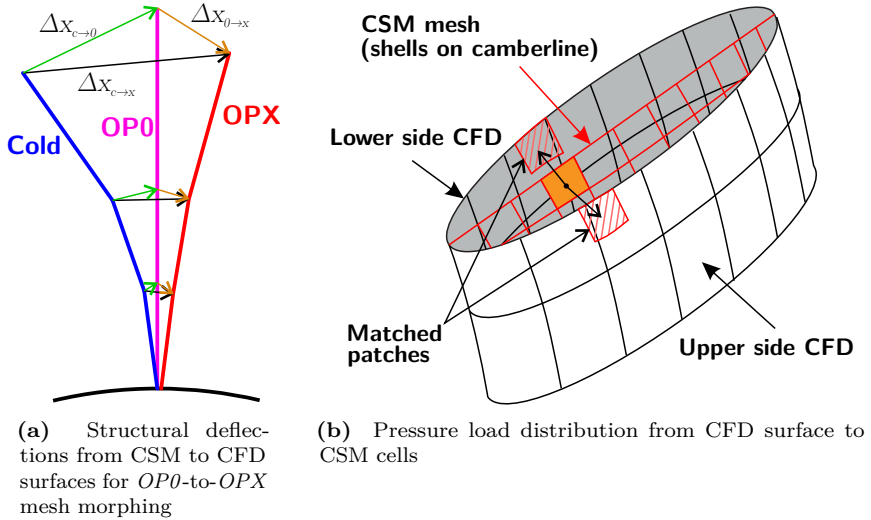 Δx_{c→0}
Δx_{0→x}
Δx_{c→x}
Cold
OP0
OPX
CSM mesh
(shells on camberline)
Lower side CFD
Matched
patches
Upper side CFD
(a) Structural deflec-
tions from CSM to CFD
surfaces for OP0-to-OPX
mesh morphing
(b) Pressure load distribution from CFD surface to
CSM cells